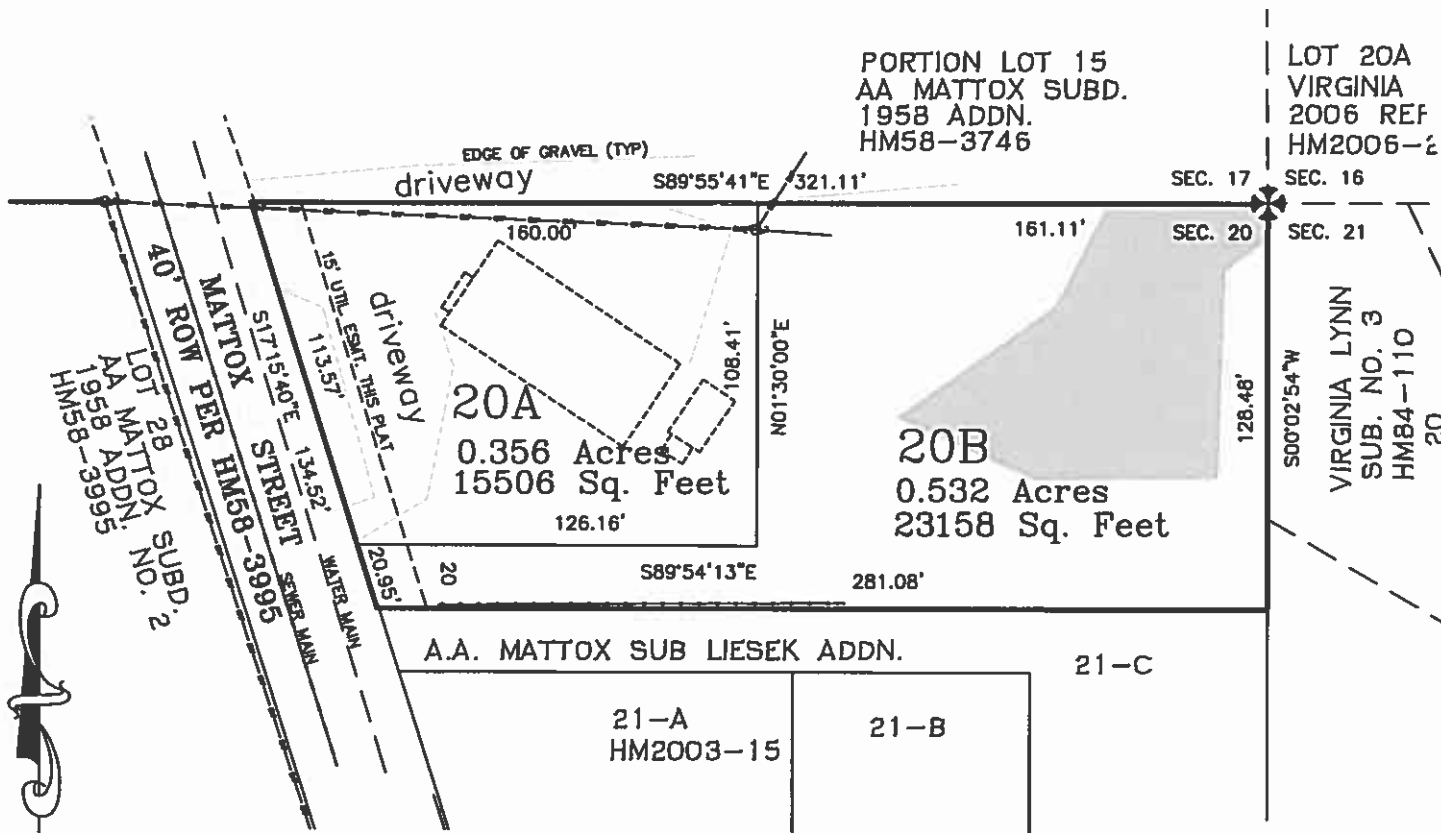 PORTION LOT 15
AA MATTOX SUBD.
1958 ADDN.
HM58-3746
LOT 20A
VIRGINIA
2006 REF
HM2006-2
EDGE OF GRAVEL (TYP)
driveway
S89°55'41"E 321.11'
SEC. 17
SEC. 16
160.00'
161.11'
SEC. 20
SEC. 21
MATTOX STREET
40' ROW PER HM58-3995
S17°15'40"E 134.52'
113.57'
15' UTIL. ESMT. THIS PLAT
driveway
108.41'
N01°30'00"E
20A
0.356 Acres
15506 Sq. Feet
126.16'
20B
0.532 Acres
23158 Sq. Feet
128.48'
S00°02'54"W
VIRGINIA LYNN
SUB. NO. 3
HM84-110
20
LOT 28
AA MATTOX SUBD.
1958 ADDN. NO. 2
HM58-3995
SEWER MAIN
WATER MAIN
20.95'
20
S89°54'13"E
281.08'
A.A. MATTOX SUB LIESEK ADDN.
21-C
21-A
HM2003-15
21-B